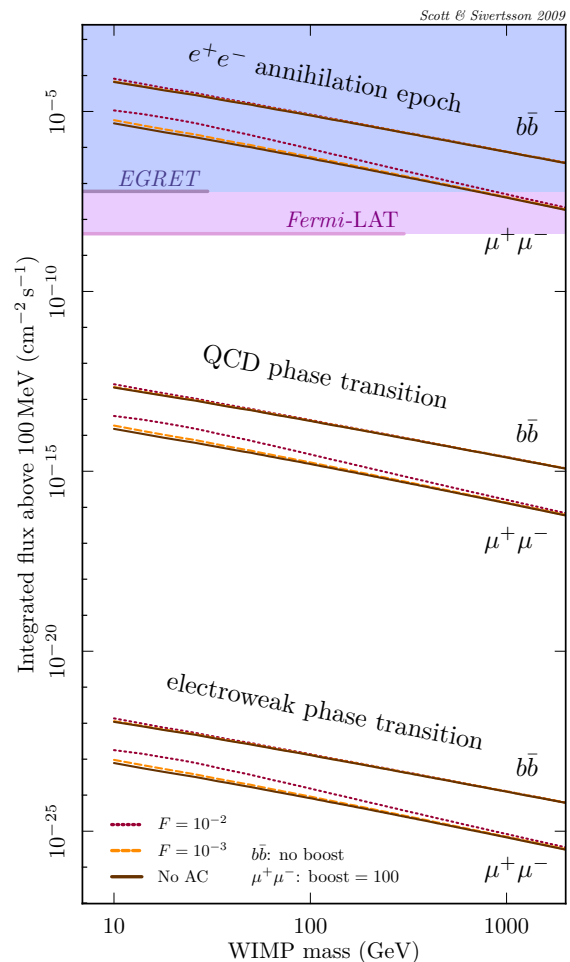 Scott & Sivertsson 2009
e⁺e⁻ annihilation epoch
bb̄
EGRET
Fermi-LAT
μ⁺μ⁻
QCD phase transition
bb̄
μ⁺μ⁻
electroweak phase transition
bb̄
μ⁺μ⁻
F = 10⁻²
F = 10⁻³
No AC
bb̄: no boost
μ⁺μ⁻: boost = 100
10⁻⁵
10⁻¹⁰
10⁻¹⁵
10⁻²⁰
10⁻²⁵
Integrated flux above 100 MeV (cm⁻² s⁻¹)
10 100 1000
WIMP mass (GeV)